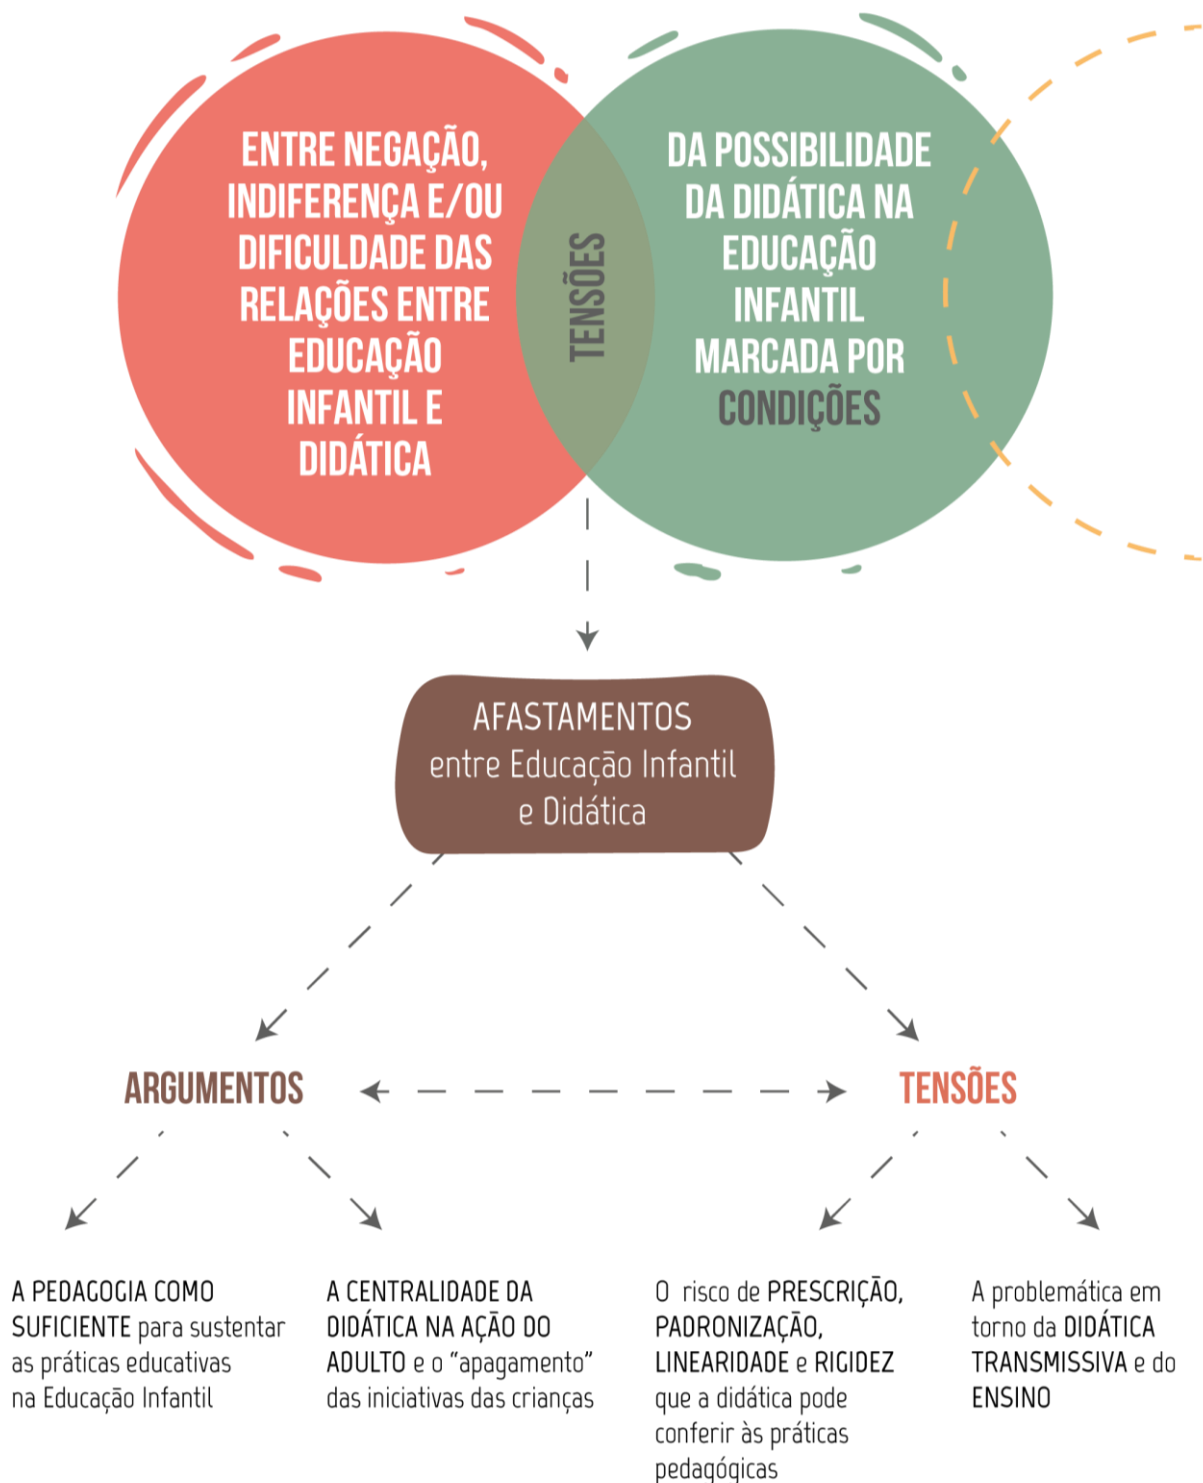 ENTRE NEGAÇÃO,
INDIFERENÇA E/OU
DIFICULDADE DAS
RELAÇÕES ENTRE
EDUCAÇÃO
INFANTIL E
DIDÁTICA
TENSÕES
DA POSSIBILIDADE
DA DIDÁTICA NA
EDUCAÇÃO
INFANTIL
MARCADA POR
CONDIÇÕES
AFASTAMENTOS
entre Educação Infantil
e Didática
ARGUMENTOS
TENSÕES
A PEDAGOGIA COMO
SUFICIENTE para sustentar
as práticas educativas
na Educação Infantil
A CENTRALIDADE DA
DIDÁTICA NA AÇÃO DO
ADULTO e o “apagamento”
das iniciativas das crianças
O risco de PRESCRIÇÃO,
PADRONIZAÇÃO,
LINEARIDADE e RIGIDEZ
que a didática pode
conferir às práticas
pedagógicas
A problemática em
torno da DIDÁTICA
TRANSMISSIVA e do
ENSINO